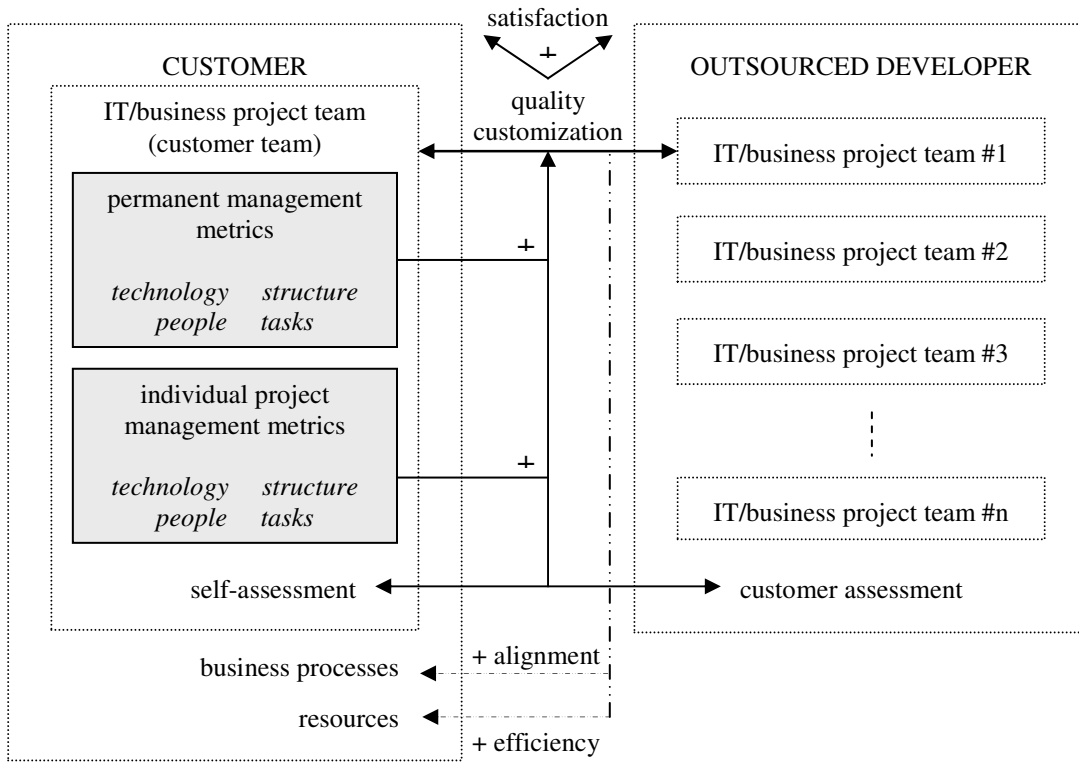 satisfaction
+
quality
customization
CUSTOMER
IT/business project team
(customer team)
permanent management
metrics
technology structure
people tasks
+
individual project
management metrics
technology structure
people tasks
+
self-assessment
business processes
+ alignment
resources
+ efficiency
OUTSOURCED DEVELOPER
IT/business project team #1
IT/business project team #2
IT/business project team #3
IT/business project team #n
customer assessment